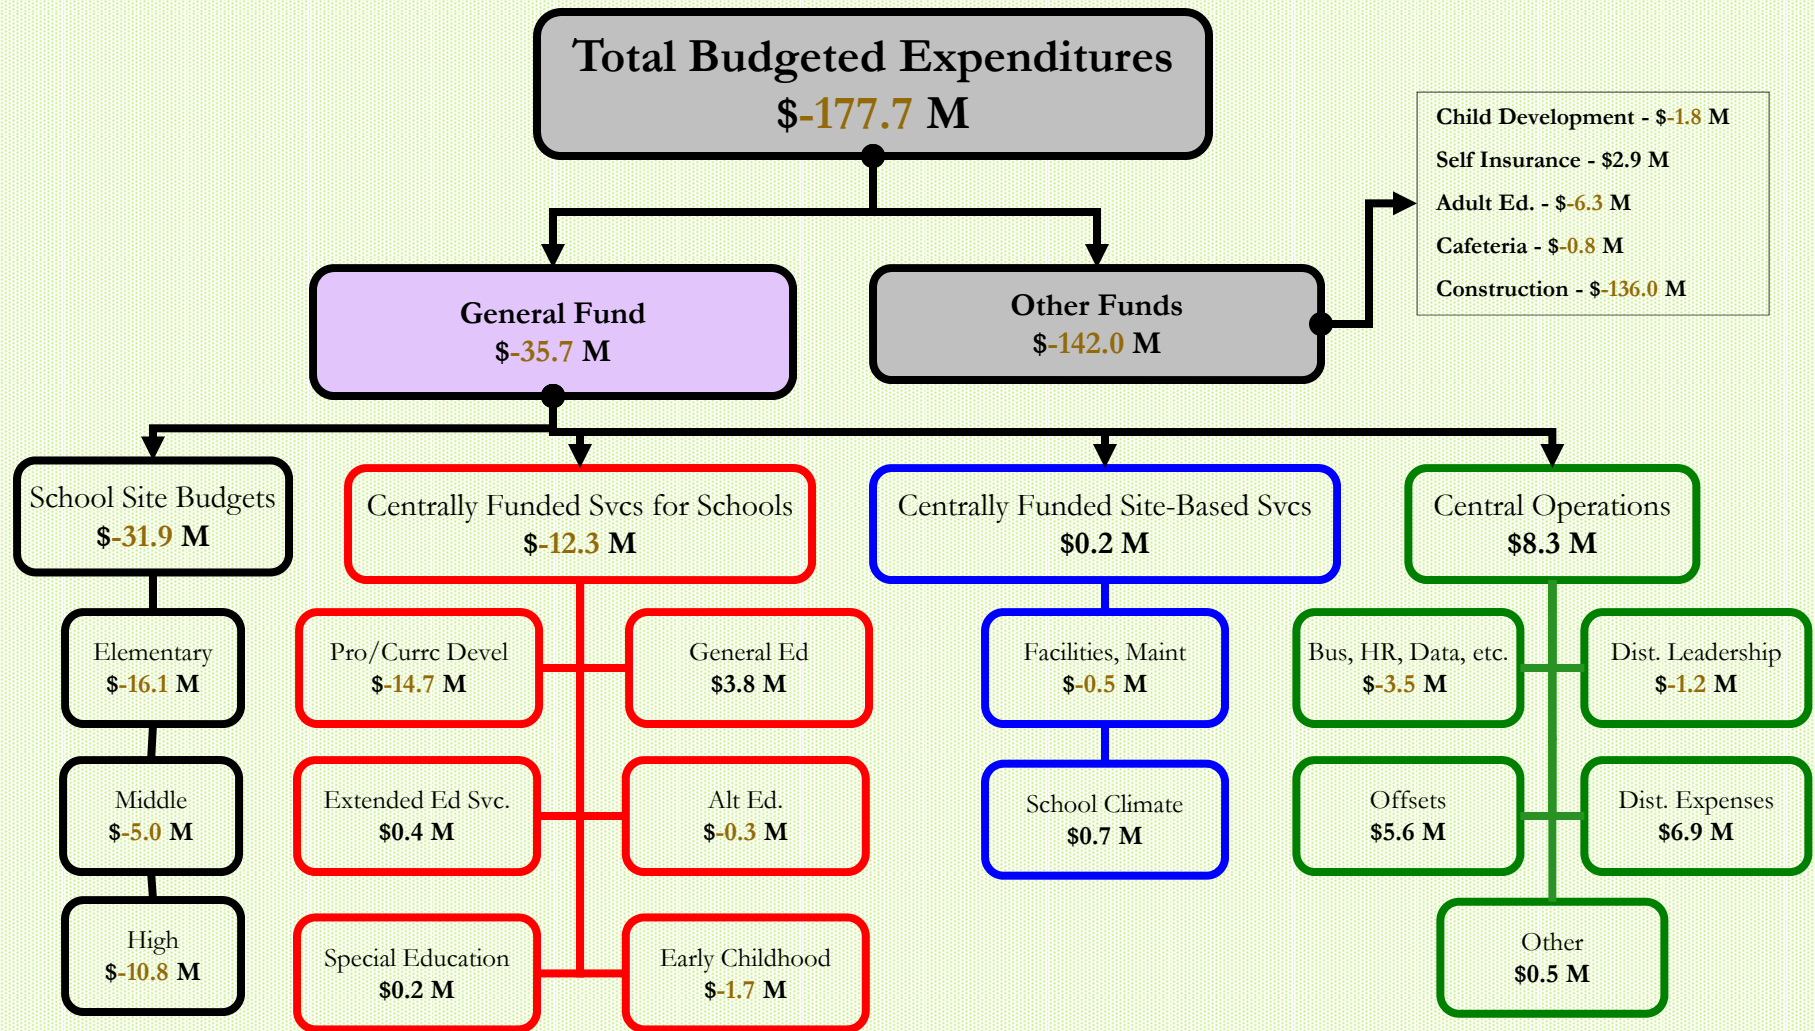 Total Budgeted Expenditures
$-177.7 M
Child Development - $-1.8 M
Self Insurance - $2.9 M
Adult Ed. - $-6.3 M
Cafeteria - $-0.8 M
Construction - $-136.0 M
General Fund
$-35.7 M
Other Funds
$-142.0 M
School Site Budgets
$-31.9 M
Centrally Funded Svcs for Schools
$-12.3 M
Centrally Funded Site-Based Svcs
$0.2 M
Central Operations
$8.3 M
Elementary
$-16.1 M
Middle
$-5.0 M
High
$-10.8 M
Pro/Currc Devel
$-14.7 M
General Ed
$3.8 M
Extended Ed Svc.
$0.4 M
Alt Ed.
$-0.3 M
Special Education
$0.2 M
Early Childhood
$-1.7 M
Facilities, Maint
$-0.5 M
School Climate
$0.7 M
Bus, HR, Data, etc.
$-3.5 M
Dist. Leadership
$-1.2 M
Offsets
$5.6 M
Dist. Expenses
$6.9 M
Other
$0.5 M